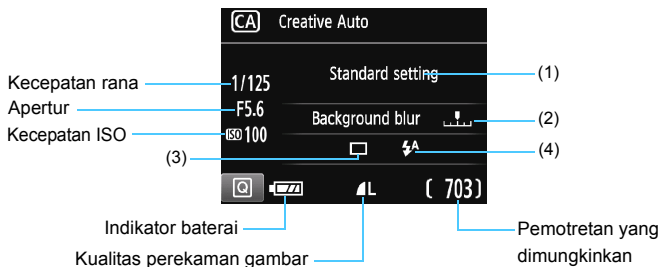 CA Creative Auto
Kecepatan rana
1/125
Standard setting
(1)
Apertur
F5.6
Background blur
(2)
Kecepatan ISO
ISO 100
(3)
(4)
Q
L
( 703)
Indikator baterai
Kualitas perekaman gambar
Pemotretan yang
dimungkinkan